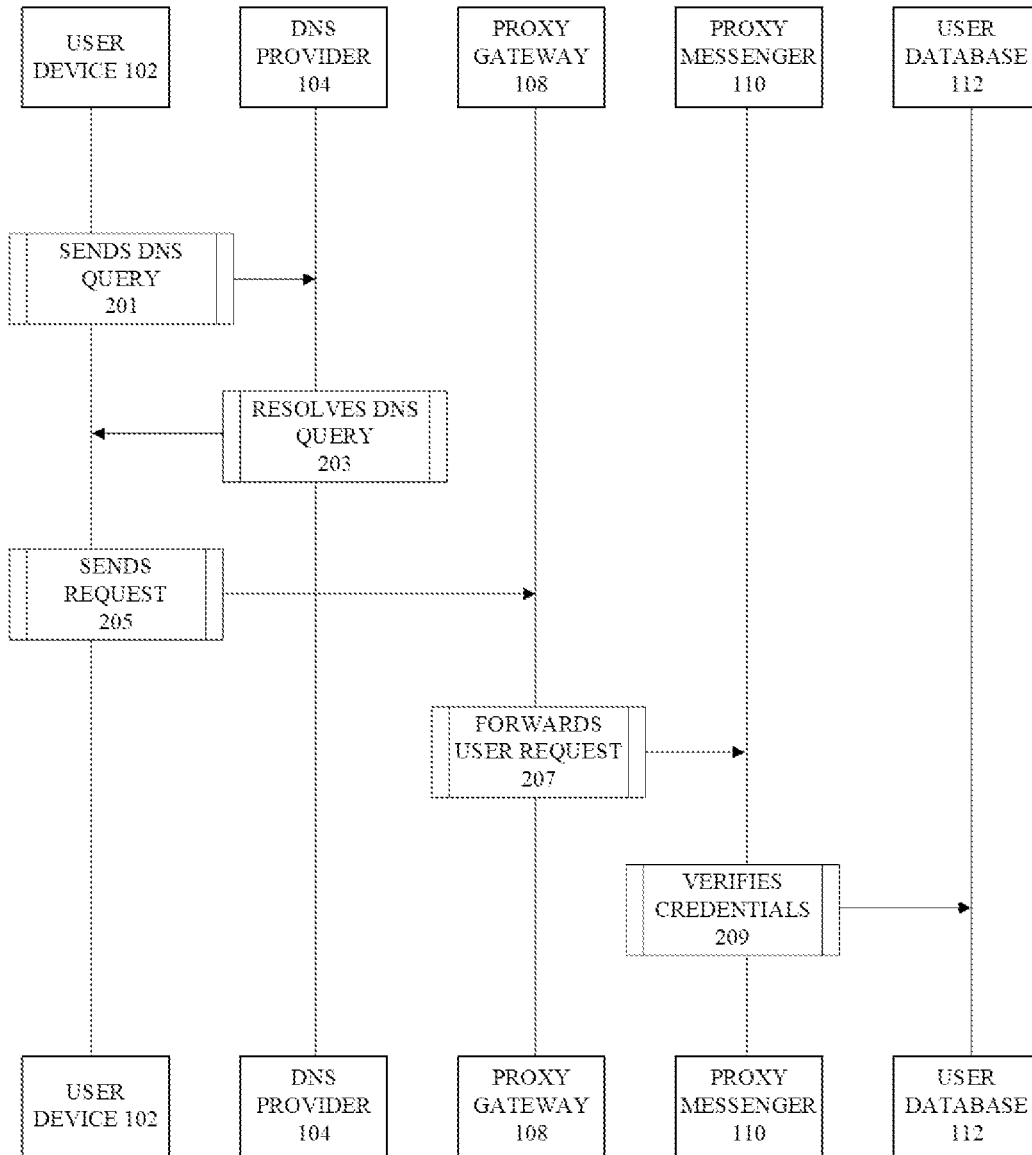 USER
DEVICE 102
DNS
PROVIDER
104
PROXY
GATEWAY
108
PROXY
MESSENGER
110
USER
DATABASE
112
SENDS DNS
QUERY
201
RESOLVES DNS
QUERY
203
SENDS
REQUEST
205
FORWARDS
USER REQUEST
207
VERIFIES
CREDENTIALS
209
USER
DEVICE 102
DNS
PROVIDER
104
PROXY
GATEWAY
108
PROXY
MESSENGER
110
USER
DATABASE
112